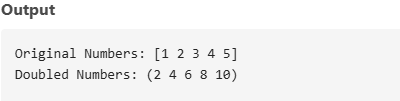 Output
Original Numbers: [1 2 3 4 5]
Doubled Numbers: (2 4 6 8 10)